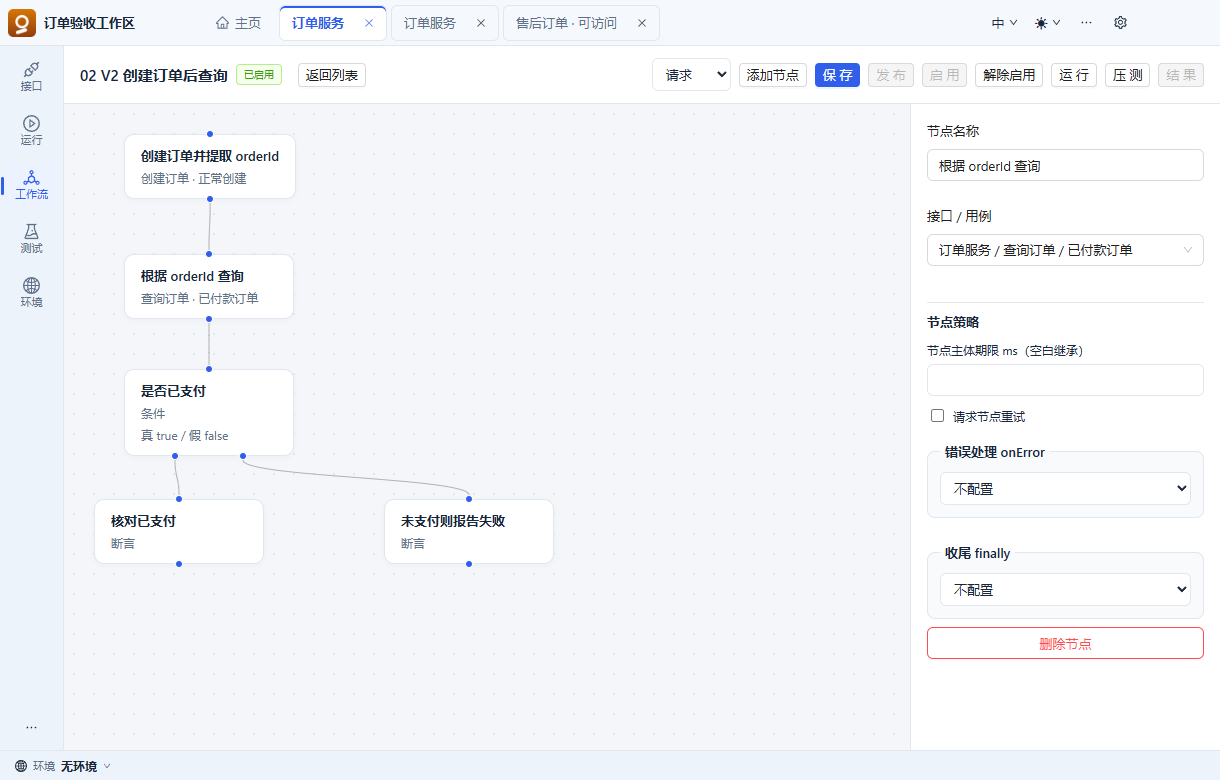 订单验收工作区
主页
订单服务
订单服务
售后订单 · 可访问
中
接口
运行
工作流
测试
环境
02 V2 创建订单后查询
已启用
返回列表
请求
添加节点
保存
发布
启用
解除启用
运行
压测
结果
创建订单并提取 orderId
创建订单 · 正常创建
根据 orderId 查询
查询订单 · 已付款订单
是否已支付
条件
真 true / 假 false
核对已支付
断言
未支付则报告失败
断言
节点名称
根据 orderId 查询
接口 / 用例
订单服务 / 查询订单 / 已付款订单
节点策略
节点主体期限 ms（空白继承）
请求节点重试
错误处理 onError
不配置
收尾 finally
不配置
删除节点
环境 无环境